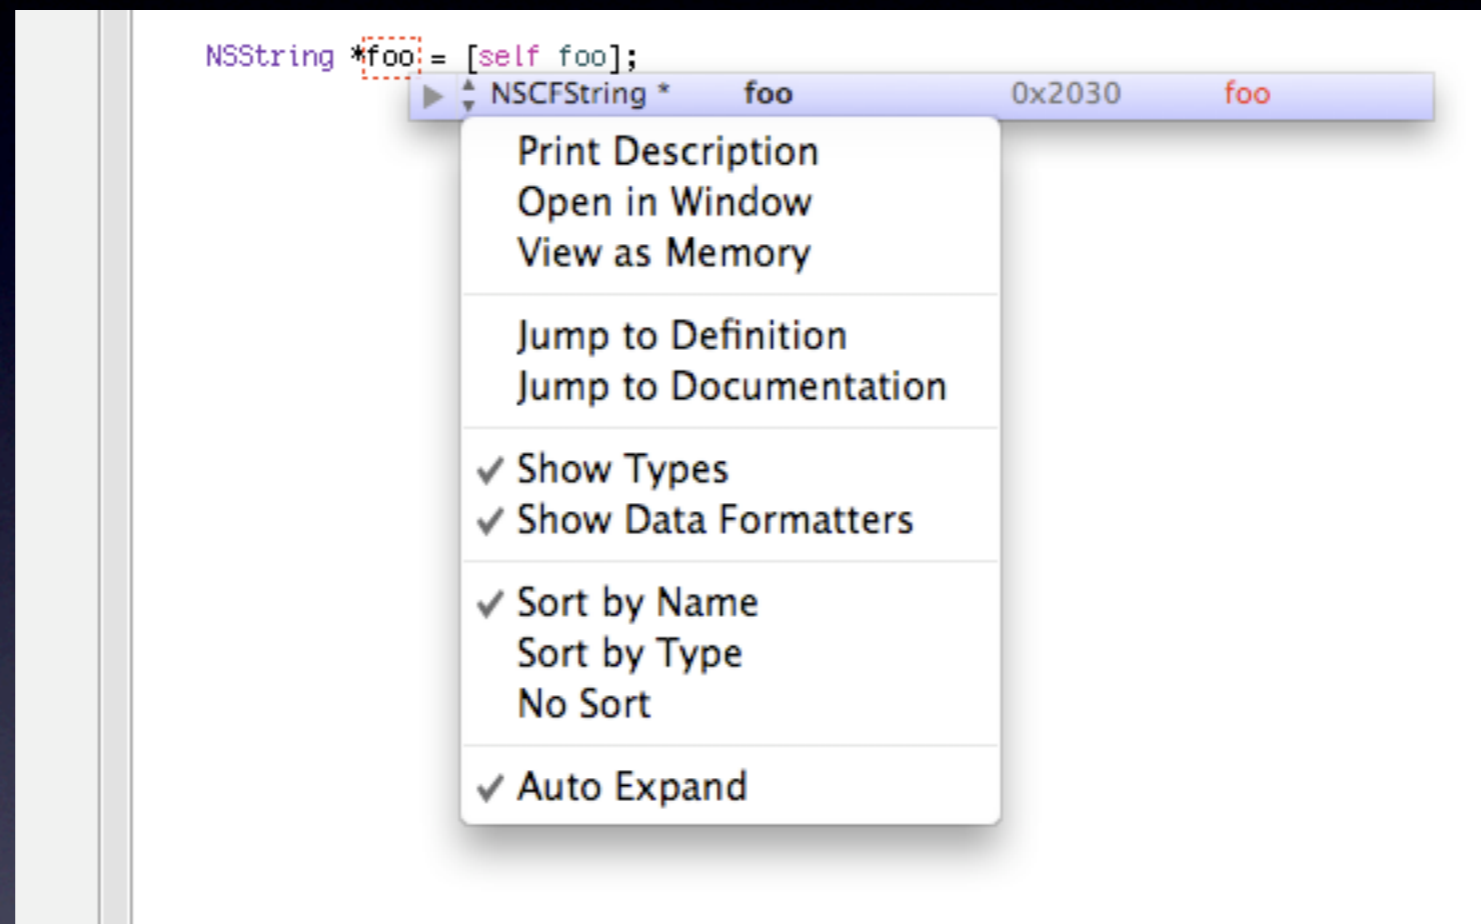 NSString *foo = [self foo];
NSCFString * foo 0x2030 foo
Print Description
Open in Window
View as Memory
Jump to Definition
Jump to Documentation
✓ Show Types
✓ Show Data Formatters
✓ Sort by Name
Sort by Type
No Sort
✓ Auto Expand